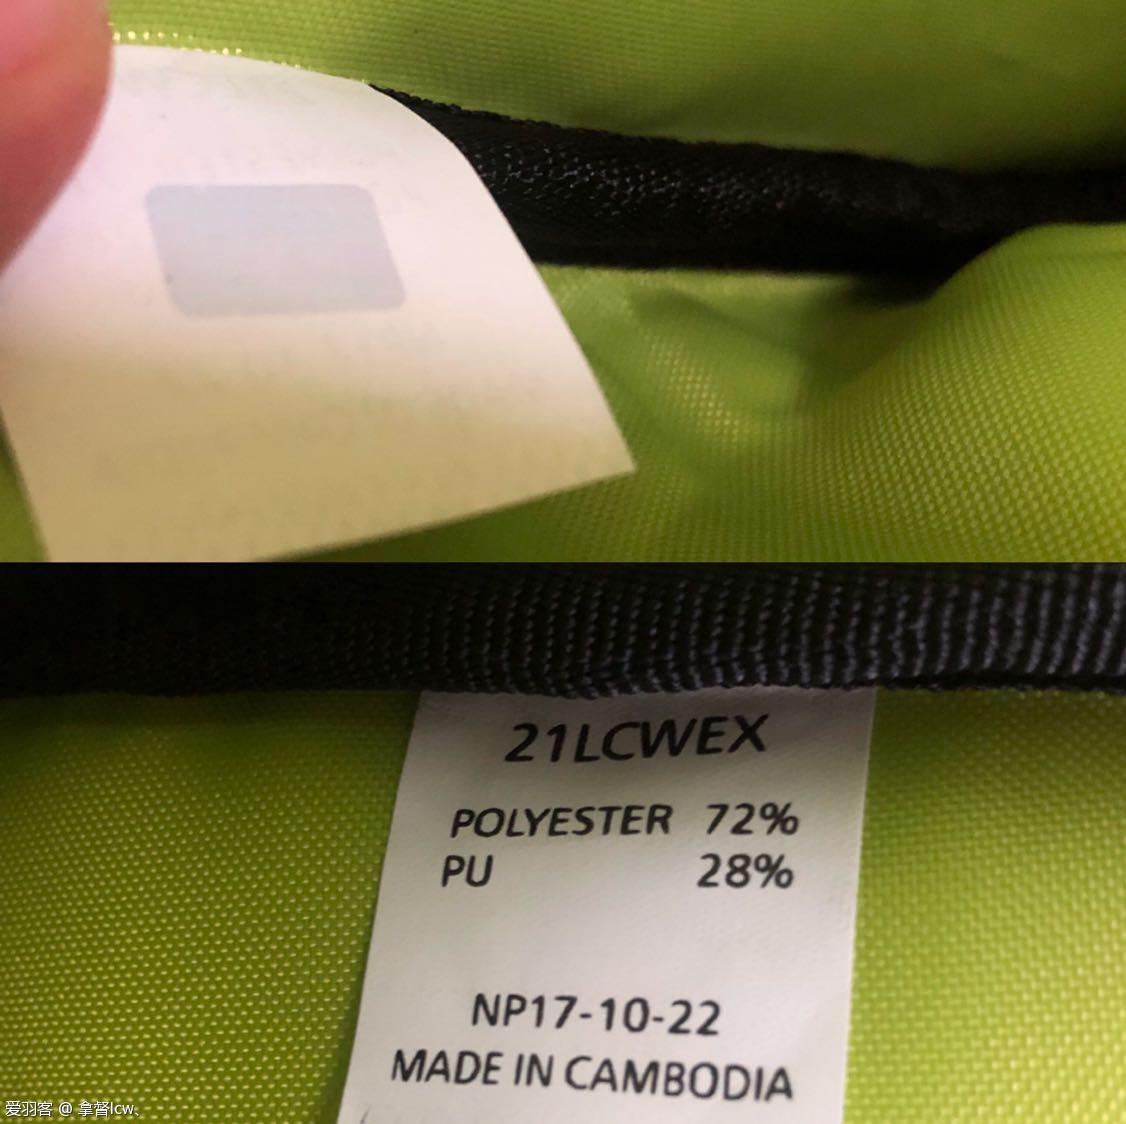 21LCWEX
POLYESTER 72%
PU 28%
NP17-10-22
MADE IN CAMBODIA
爱羽客 @ 拿督lcw、